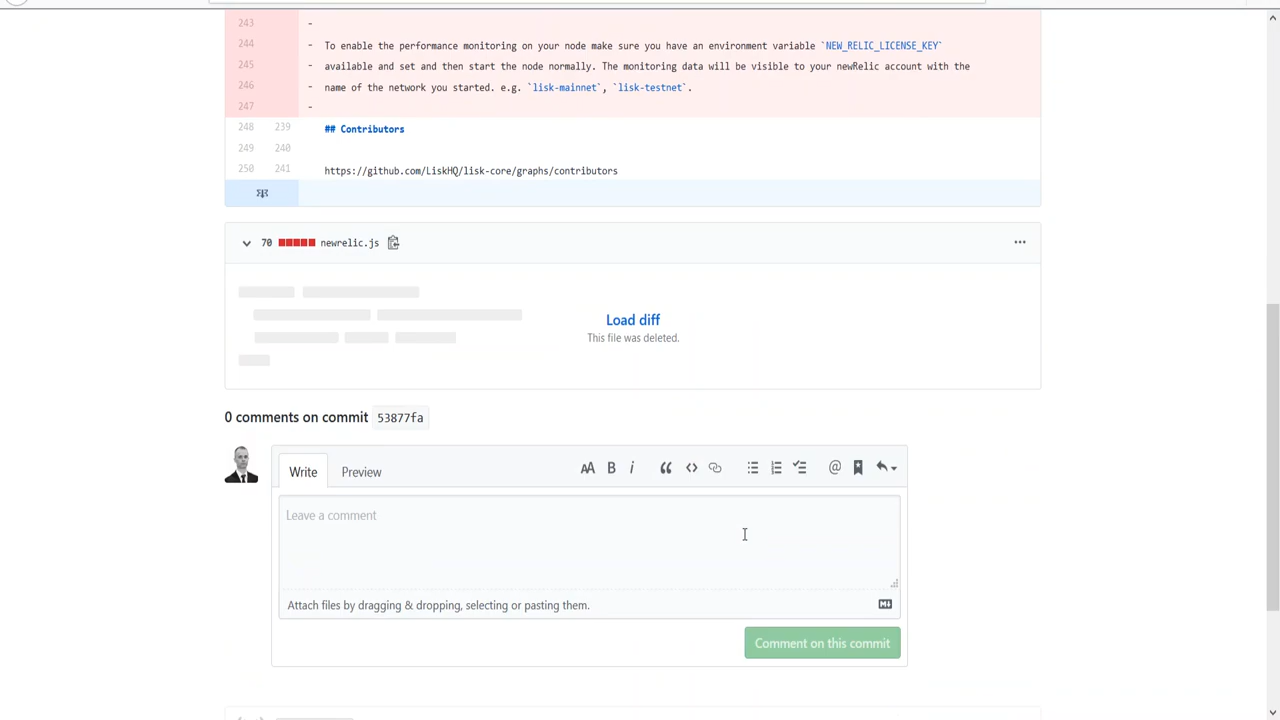 243 -
244 - To enable the performance monitoring on your node make sure you have an environment variable `NEW_RELIC_LICENSE_KEY`
245 - available and set and then start the node normally. The monitoring data will be visible to your newRelic account with the
246 - name of the network you started. e.g. `lisk-mainnet`, `lisk-testnet`.
247 -
248 239 ## Contributors
249 240
250 241 https://github.com/LiskHQ/lisk-core/graphs/contributors
70 newrelic.js
Load diff
This file was deleted.
0 comments on commit 53877fa
Write Preview
Leave a comment
Attach files by dragging & dropping, selecting or pasting them.
Comment on this commit